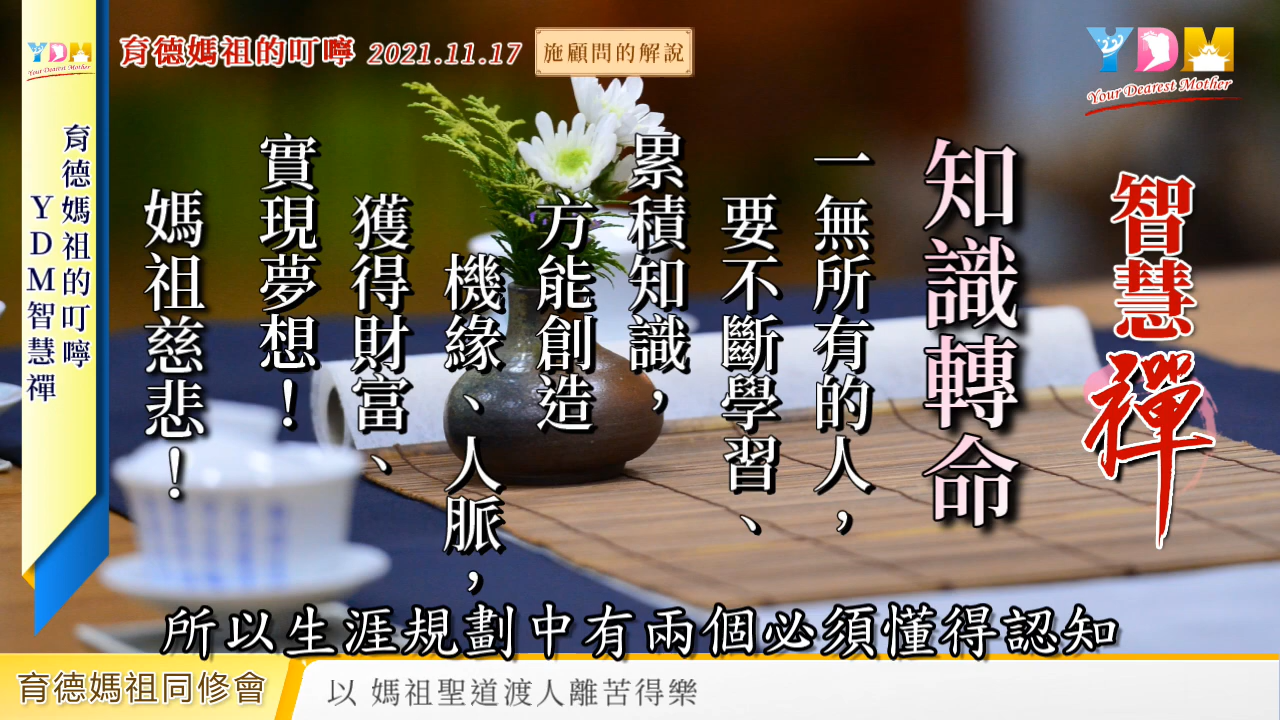 育德媽祖的叮嚀 2021.11.17 施顧問的解說
YDM
Your Dearest Mother
YDM
Your Dearest Mother
智慧禪
知識轉命
一無所有的人，
要不斷學習、
累積知識，
方能創造
機緣、人脈，
獲得財富、
實現夢想！
媽祖慈悲！
育德媽祖的叮嚀
YDM智慧禪
所以生涯規劃中有兩個必須懂得認知
育德媽祖同修會
以 媽祖聖道渡人離苦得樂